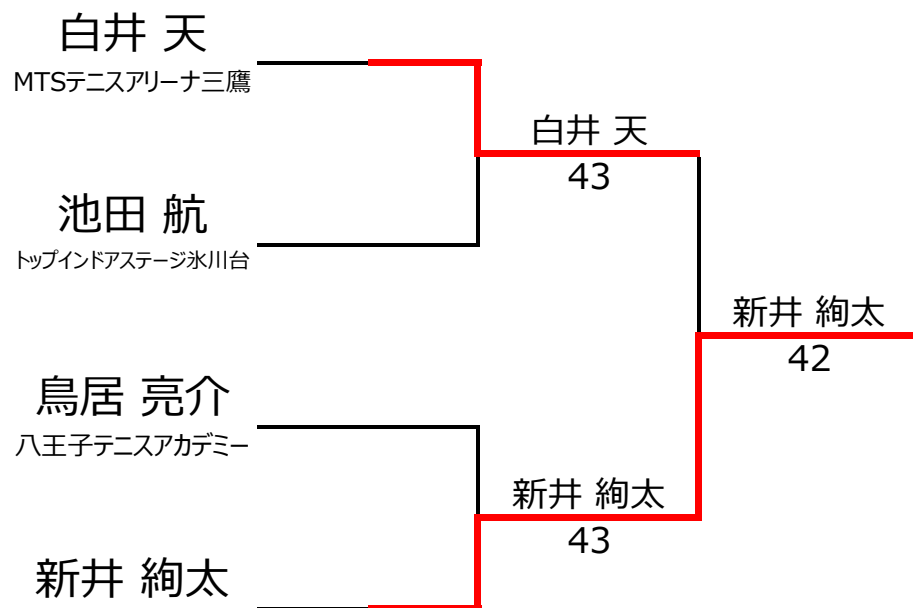 白井 天
MTSテニスアリーナ三鷹
白井 天
43
池田 航
トップインドアステージ氷川台
新井 絢太
42
鳥居 亮介
八王子テニスアカデミー
新井 絢太
43
新井 絢太